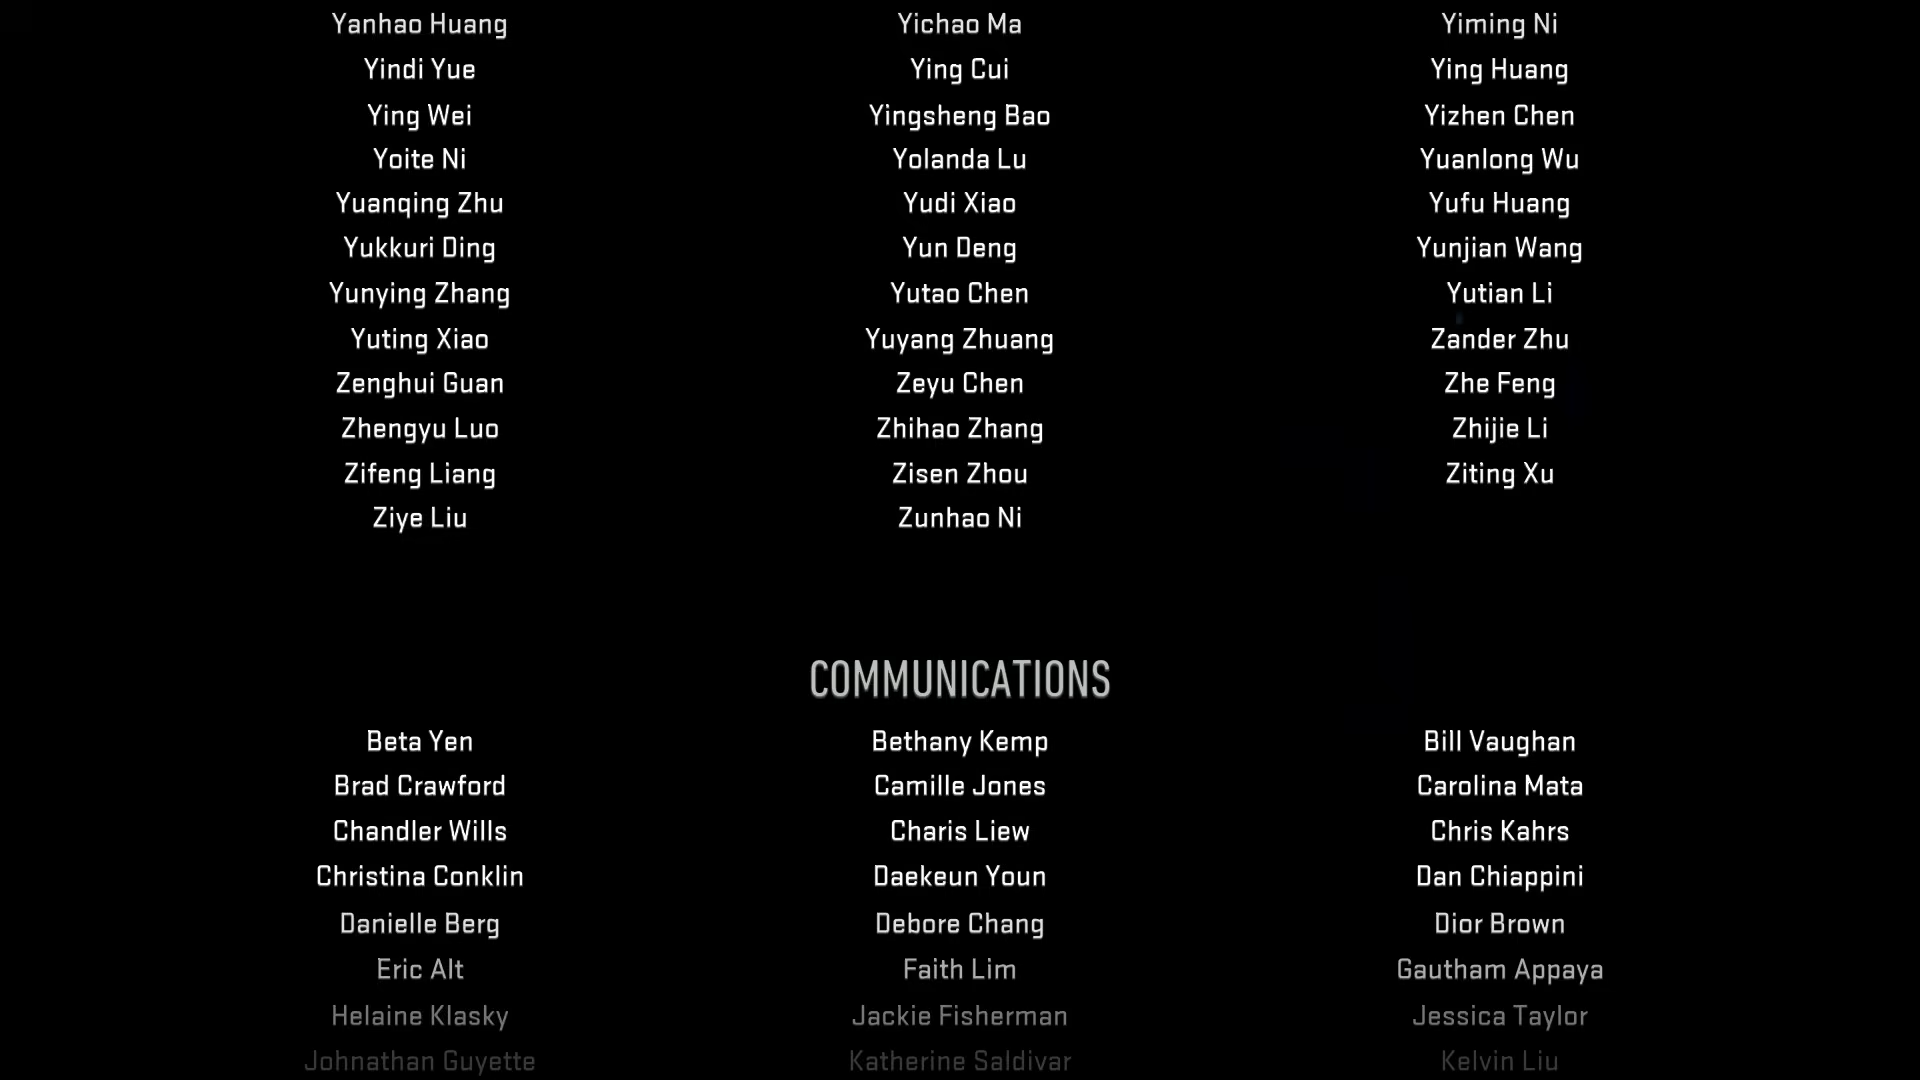 Yanhao Huang Yichao Ma Yiming Ni
Yindi Yue Ying Cui Ying Huang
Ying Wei Yingsheng Bao Yizhen Chen
Yoite Ni Yolanda Lu Yuanlong Wu
Yuanqing Zhu Yudi Xiao Yufu Huang
Yukkuri Ding Yun Deng Yunjian Wang
Yunying Zhang Yutao Chen Yutian Li
Yuting Xiao Yuyang Zhuang Zander Zhu
Zenghui Guan Zeyu Chen Zhe Feng
Zhengyu Luo Zhihao Zhang Zhijie Li
Zifeng Liang Zisen Zhou Ziting Xu
Ziye Liu Zunhao Ni
COMMUNICATIONS
Beta Yen Bethany Kemp Bill Vaughan
Brad Crawford Camille Jones Carolina Mata
Chandler Wills Charis Liew Chris Kahrs
Christina Conklin Daekeun Youn Dan Chiappini
Danielle Berg Debore Chang Dior Brown
Eric Alt Faith Lim Gautham Appaya
Helaine Klasky Jackie Fisherman Jessica Taylor
Johnathan Guyette Katherine Saldivar Kelvin Liu